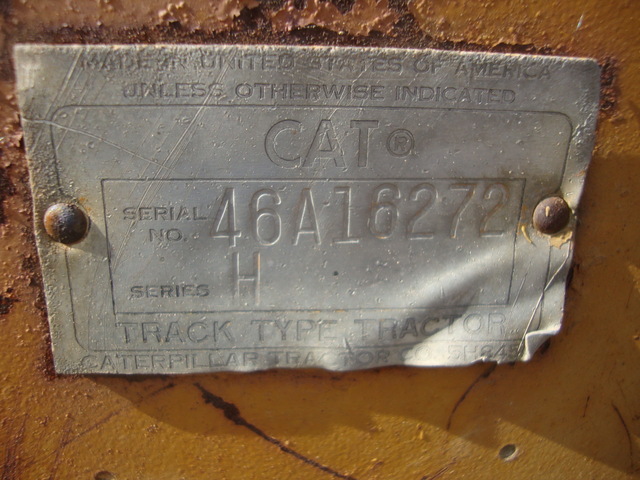 MADE IN UNITED STATES OF AMERICA
UNLESS OTHERWISE INDICATED
CAT®
SERIAL NO. 46A16272
SERIES H
TRACK TYPE TRACTOR
CATERPILLAR TRACTOR CO.